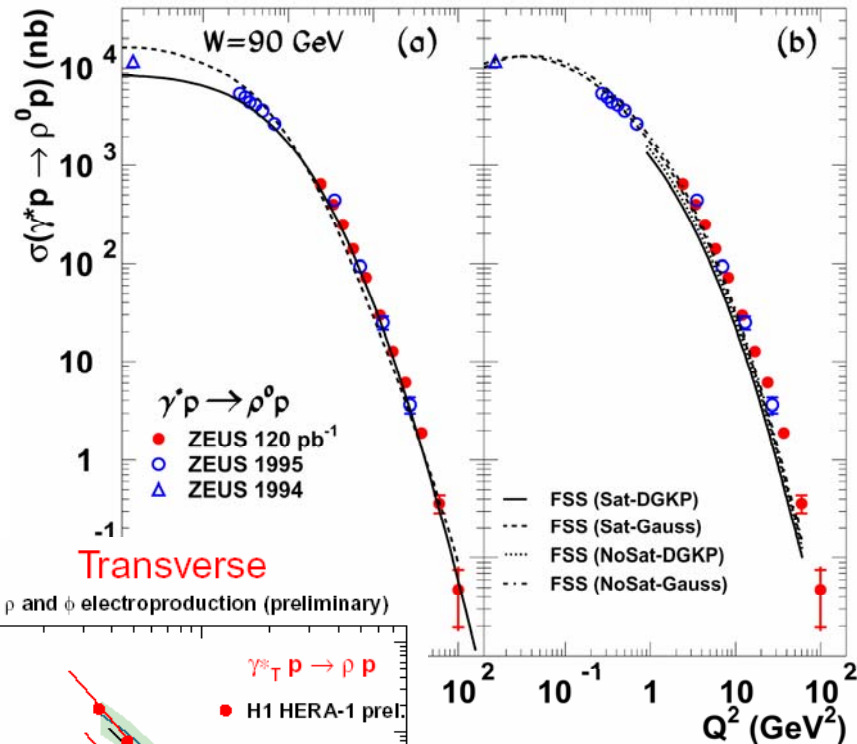 σ(γ*p → ρ⁰p) (nb)
W=90 GeV
(a)
(b)
10⁴
10³
10²
10
1
-1
γ*p → ρ⁰p
ZEUS 120 pb⁻¹
ZEUS 1995
ZEUS 1994
FSS (Sat-DGKP)
FSS (Sat-Gauss)
FSS (NoSat-DGKP)
FSS (NoSat-Gauss)
Transverse
ρ and ϕ electroproduction (preliminary)
γ*T p → ρ p
H1 HERA-1 prel.
10²
10⁻¹
1
10
10²
Q² (GeV²)